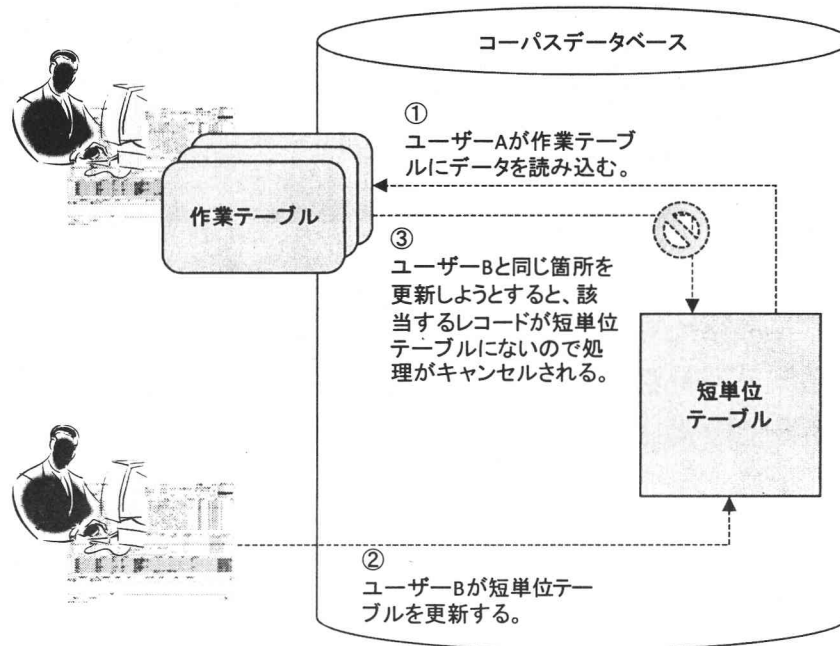 コーパスデータベース
①
ユーザーAが作業テーブ
ルにデータを読み込む。
作業テーブル
③
ユーザーBと同じ箇所を
更新しようとすると、該
当するレコードが短単位
テーブルにないので処
理がキャンセルされる。
短単位
テーブル
②
ユーザーBが短単位テー
ブルを更新する。